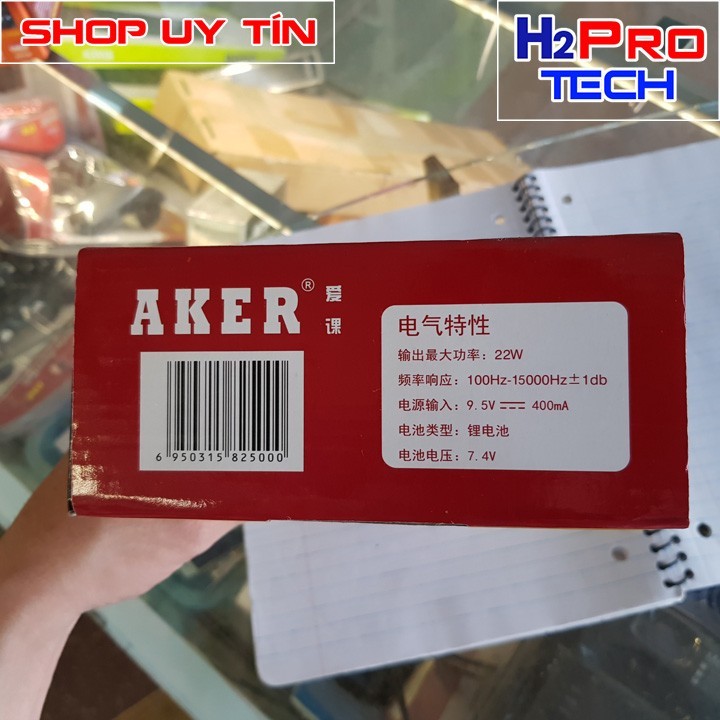 SHOP UY TÍN
H2PRO
TECH
AKER®
爱课
电气特性
输出最大功率: 22W
频率响应: 100Hz-15000Hz±1db
电源输入: 9.5V⎓400mA
电池类型: 锂电池
电池电压: 7.4V
6 950315 825000